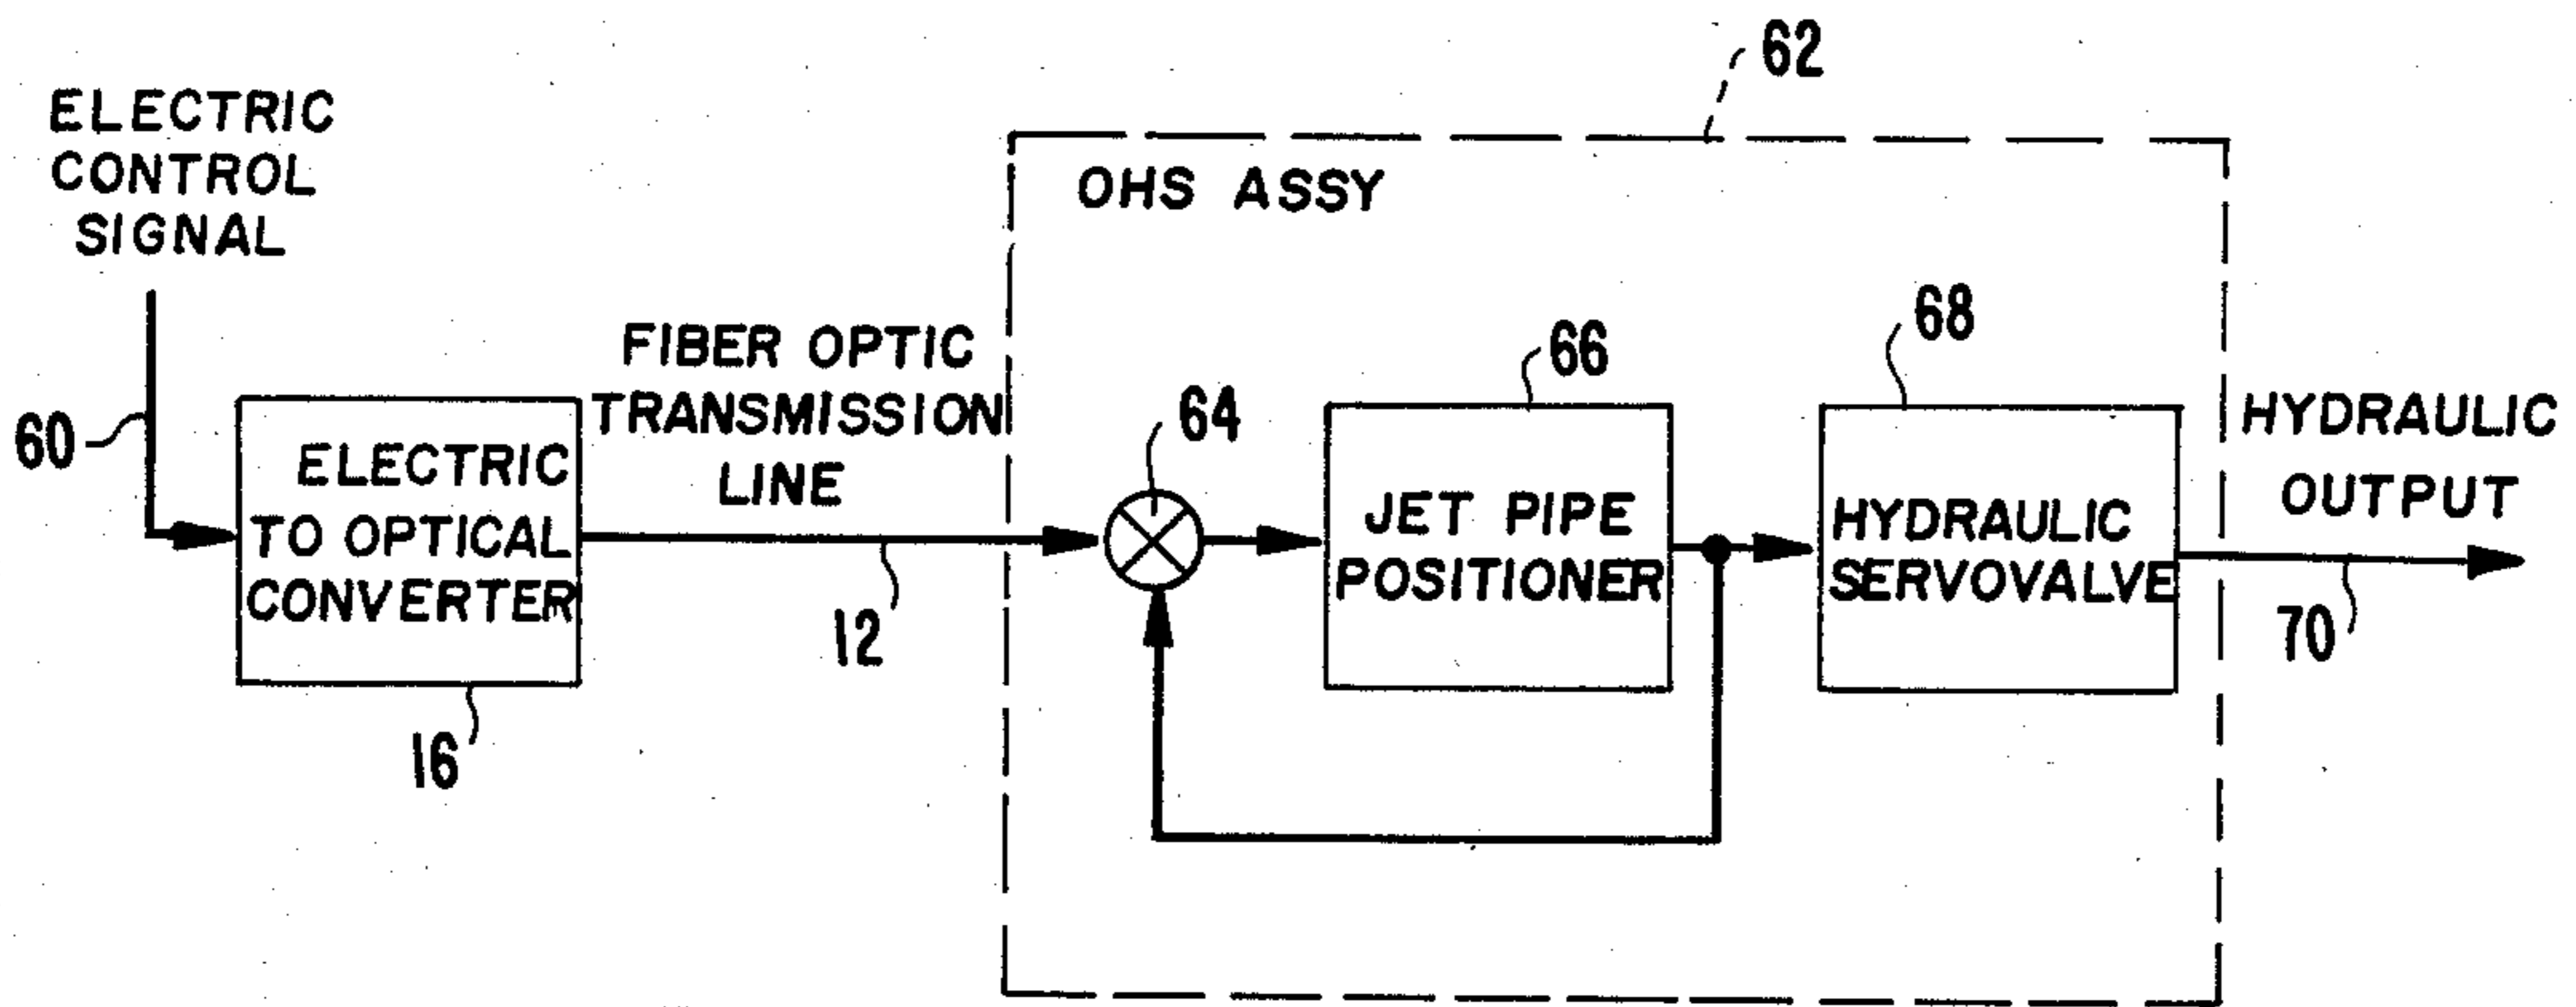 62
ELECTRIC
CONTROL
SIGNAL
OHS ASSY
60
FIBER OPTIC
TRANSMISSION
LINE
64
66
68
HYDRAULIC
OUTPUT
ELECTRIC
TO OPTICAL
CONVERTER
JET PIPE
POSITIONER
HYDRAULIC
SERVOVALVE
12
70
16